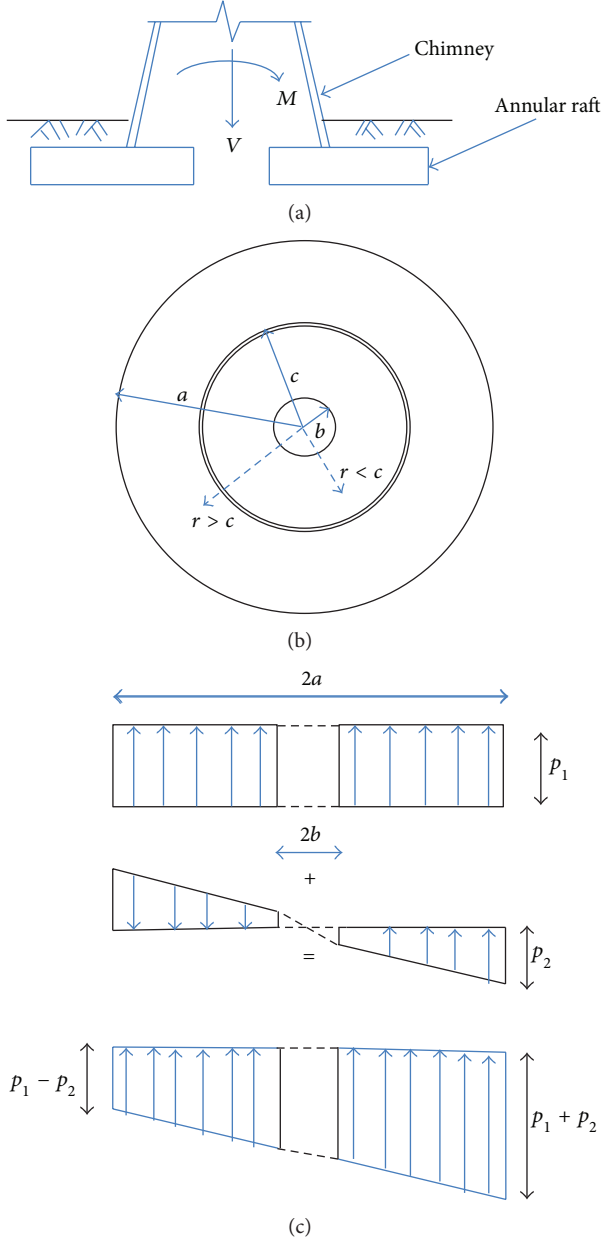 Chimney
M
Annular raft
V
(a)
c
a
b
r < c
r > c
(b)
2a
p₁
2b
+
p₂
=
p₁ − p₂
p₁ + p₂
(c)